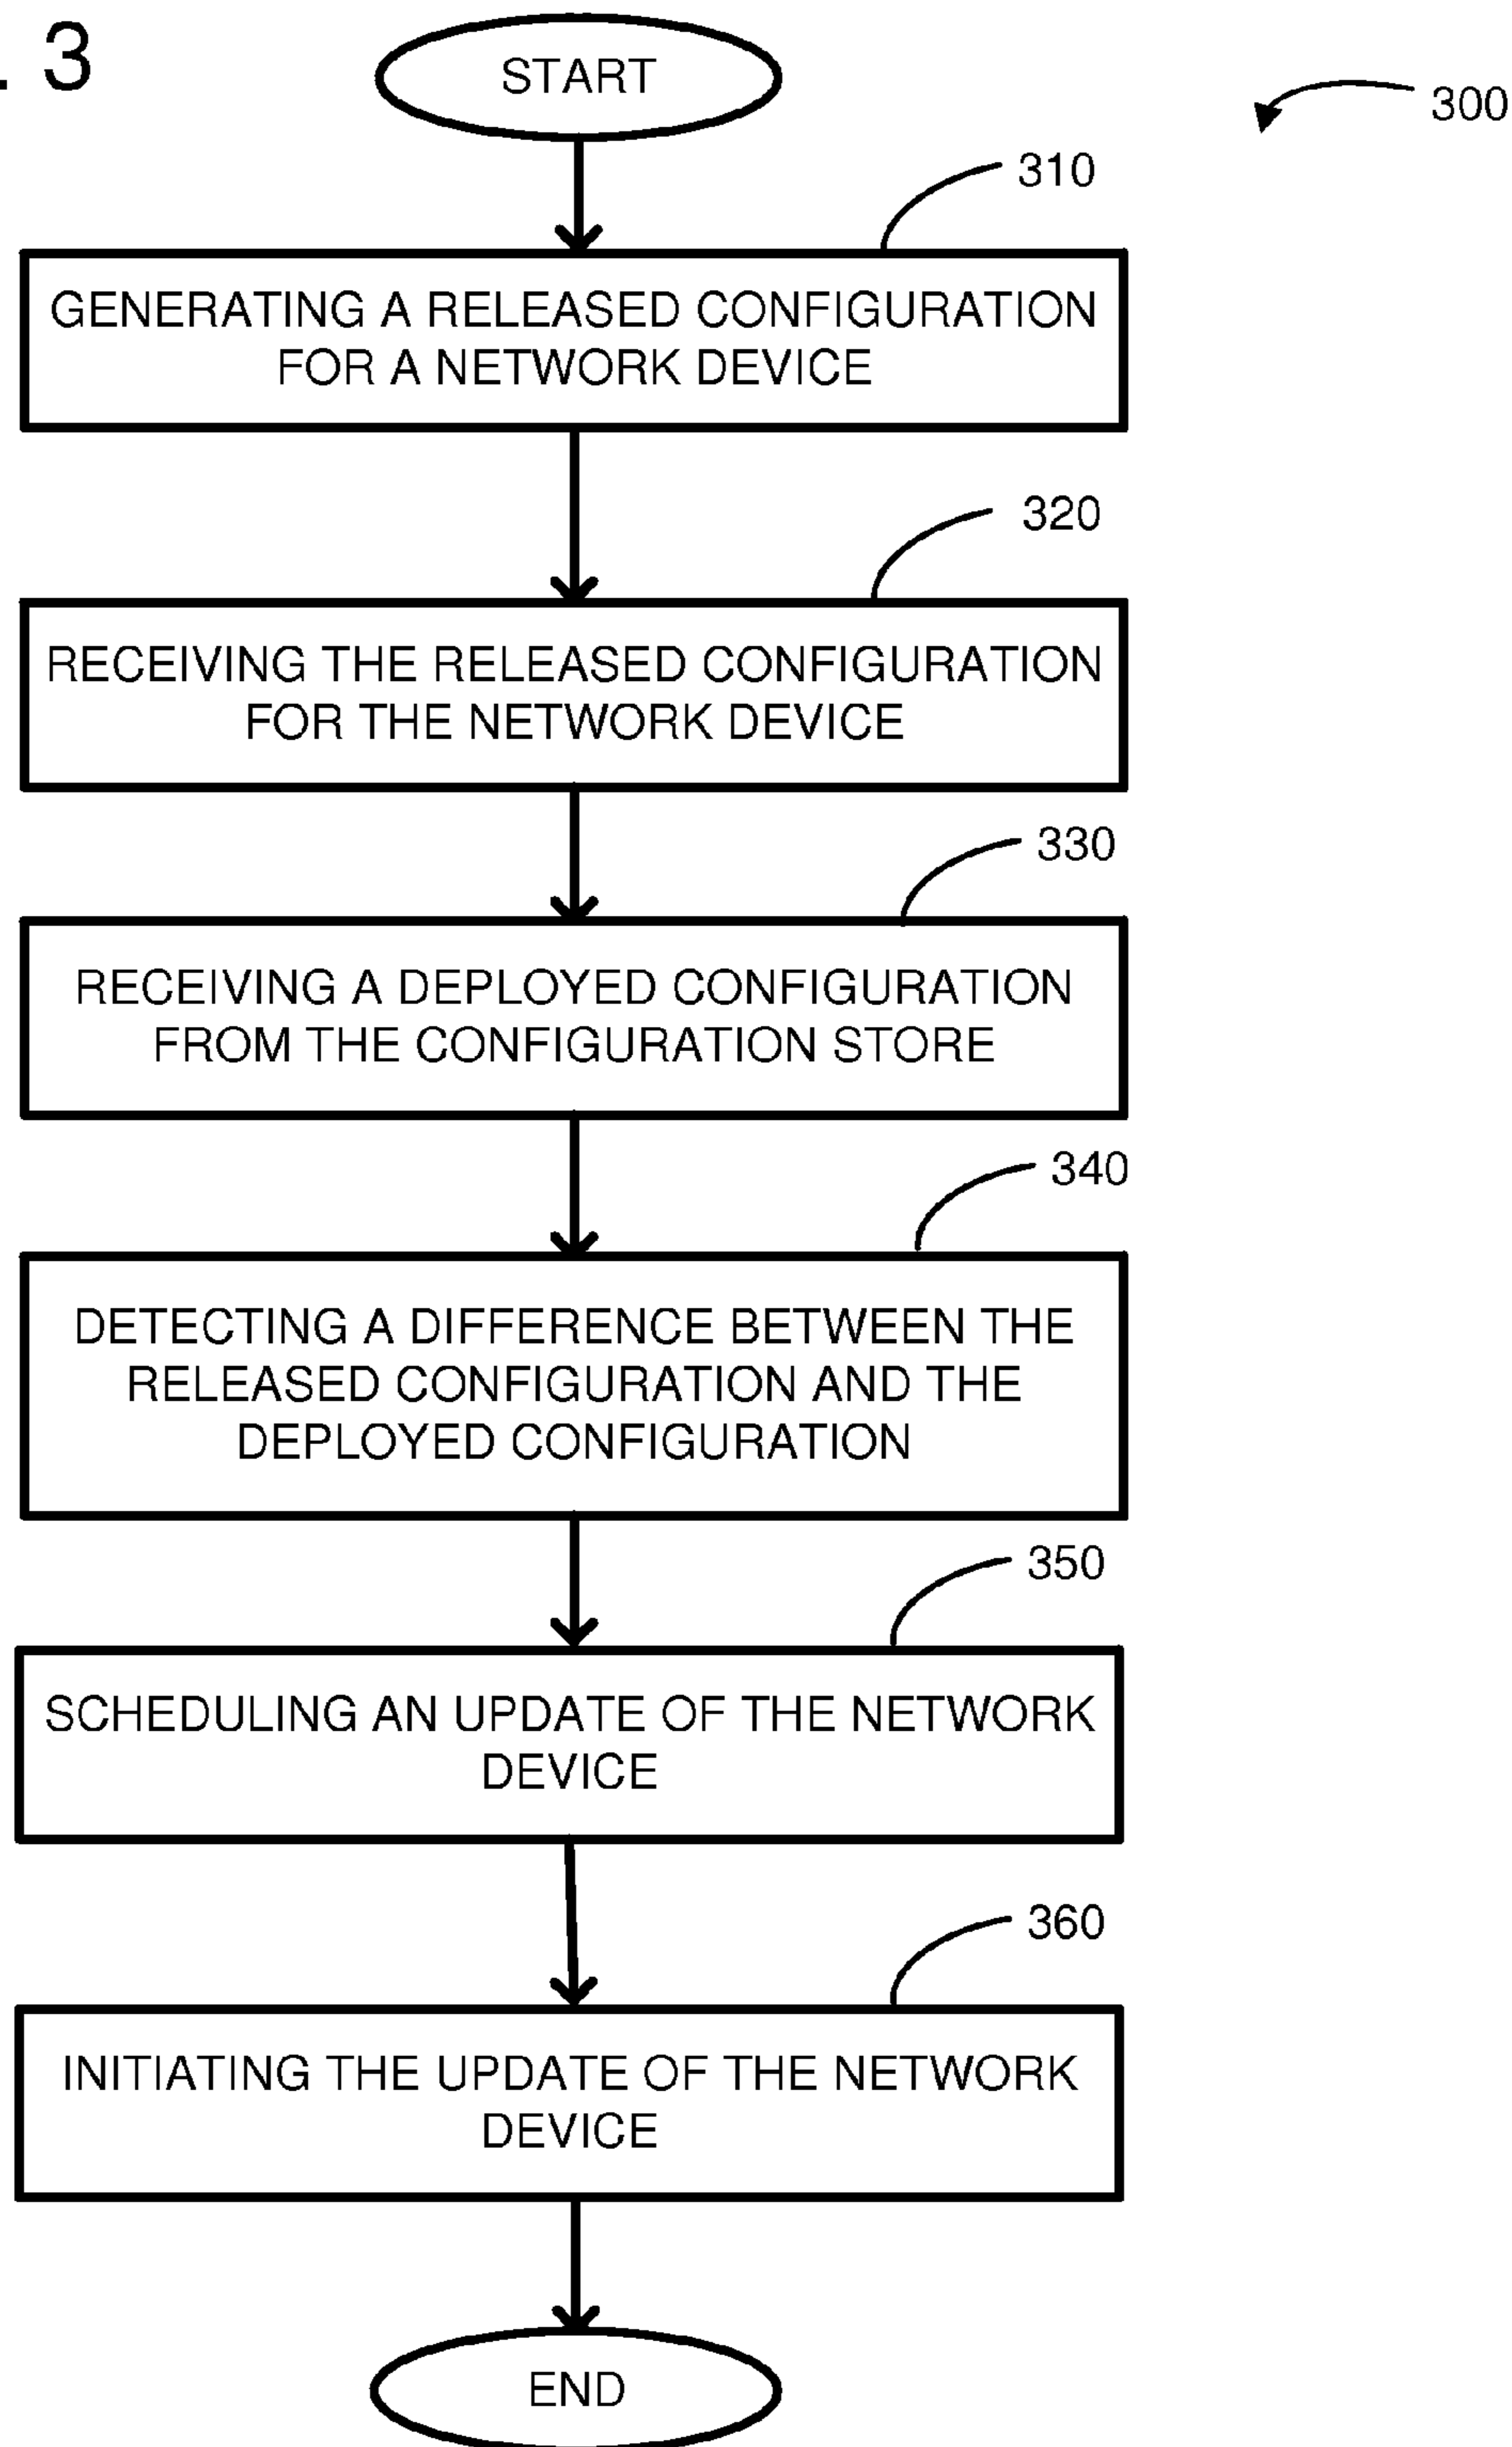 . 3
START
300
310
GENERATING A RELEASED CONFIGURATION
FOR A NETWORK DEVICE
320
RECEIVING THE RELEASED CONFIGURATION
FOR THE NETWORK DEVICE
330
RECEIVING A DEPLOYED CONFIGURATION
FROM THE CONFIGURATION STORE
340
DETECTING A DIFFERENCE BETWEEN THE
RELEASED CONFIGURATION AND THE
DEPLOYED CONFIGURATION
350
SCHEDULING AN UPDATE OF THE NETWORK
DEVICE
360
INITIATING THE UPDATE OF THE NETWORK
DEVICE
END